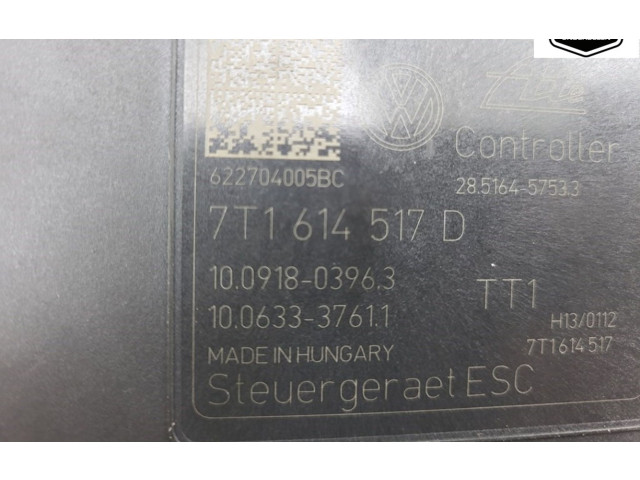 Controller
622704005BC
28.5164-5753.3
7T1 614 517 D
10.0918-0396.3
10.0633-3761.1
TT1
H13/0112
MADE IN HUNGARY
7T1614517
Steuergeraet ESC